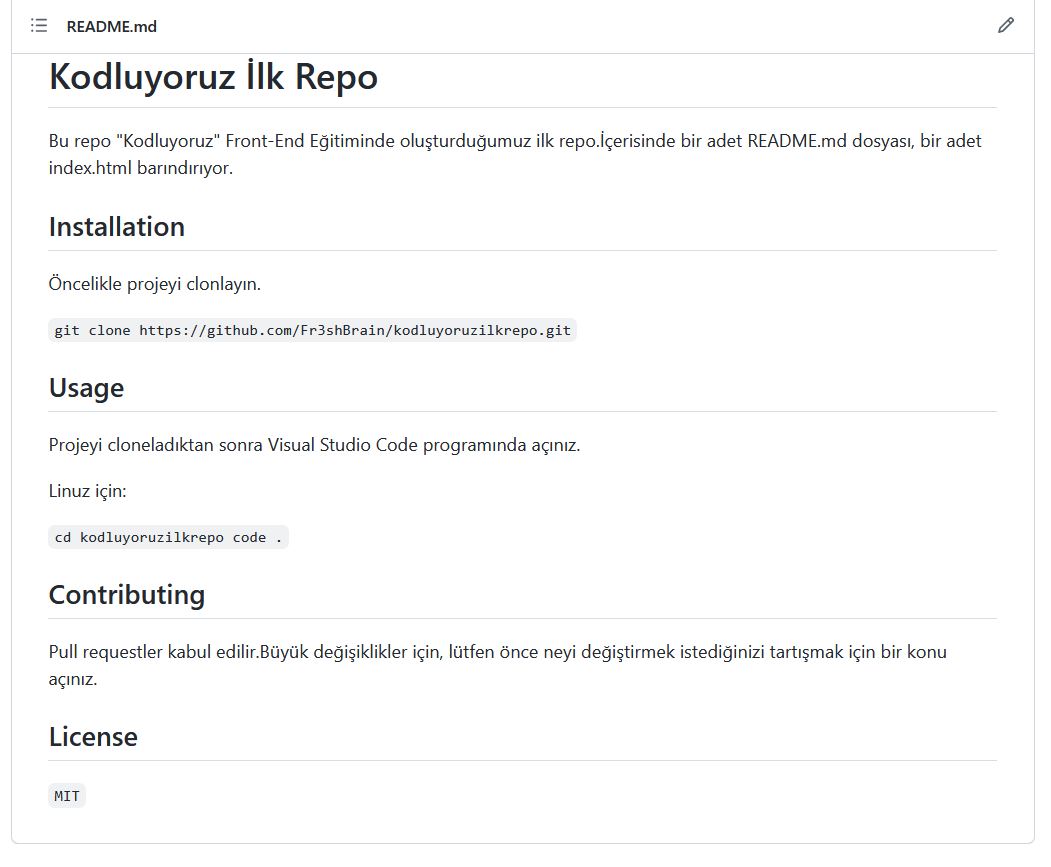 README.md
Kodluyoruz İlk Repo
Bu repo "Kodluyoruz" Front-End Eğitiminde oluşturduğumuz ilk repo.İçerisinde bir adet README.md dosyası, bir adet
index.html barındırıyor.
Installation
Öncelikle projeyi clonlayın.
git clone https://github.com/Fr3shBrain/kodluyoruzilkrepo.git
Usage
Projeyi cloneladıktan sonra Visual Studio Code programında açınız.
Linuz için:
cd kodluyoruzilkrepo code .
Contributing
Pull requestler kabul edilir.Büyük değişiklikler için, lütfen önce neyi değiştirmek istediğinizi tartışmak için bir konu
açınız.
License
MIT